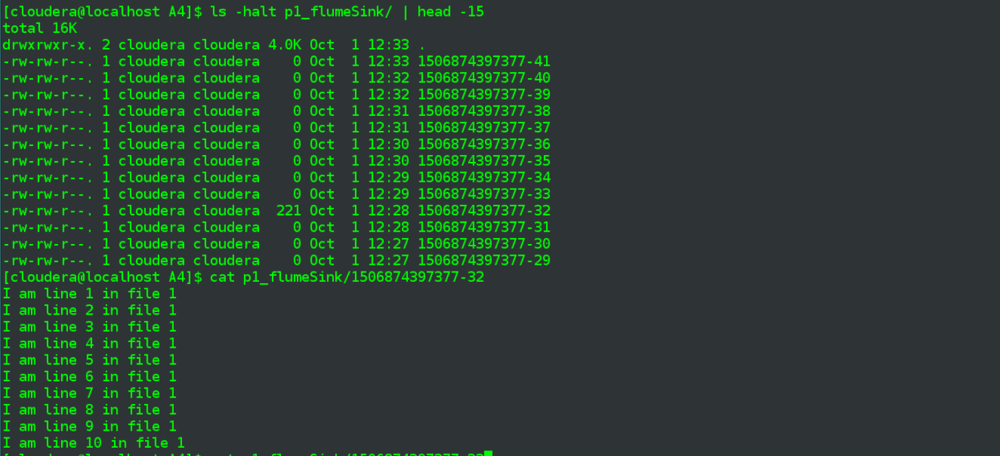 [cloudera@localhost A4]$ ls -halt p1_flumeSink/ | head -15
total 16K
drwxrwxr-x. 2 cloudera cloudera 4.0K Oct  1 12:33 .
-rw-rw-r--. 1 cloudera cloudera    0 Oct  1 12:33 1506874397377-41
-rw-rw-r--. 1 cloudera cloudera    0 Oct  1 12:32 1506874397377-40
-rw-rw-r--. 1 cloudera cloudera    0 Oct  1 12:32 1506874397377-39
-rw-rw-r--. 1 cloudera cloudera    0 Oct  1 12:31 1506874397377-38
-rw-rw-r--. 1 cloudera cloudera    0 Oct  1 12:31 1506874397377-37
-rw-rw-r--. 1 cloudera cloudera    0 Oct  1 12:30 1506874397377-36
-rw-rw-r--. 1 cloudera cloudera    0 Oct  1 12:30 1506874397377-35
-rw-rw-r--. 1 cloudera cloudera    0 Oct  1 12:29 1506874397377-34
-rw-rw-r--. 1 cloudera cloudera    0 Oct  1 12:29 1506874397377-33
-rw-rw-r--. 1 cloudera cloudera  221 Oct  1 12:28 1506874397377-32
-rw-rw-r--. 1 cloudera cloudera    0 Oct  1 12:28 1506874397377-31
-rw-rw-r--. 1 cloudera cloudera    0 Oct  1 12:27 1506874397377-30
-rw-rw-r--. 1 cloudera cloudera    0 Oct  1 12:27 1506874397377-29
[cloudera@localhost A4]$ cat p1_flumeSink/1506874397377-32
I am line 1 in file 1
I am line 2 in file 1
I am line 3 in file 1
I am line 4 in file 1
I am line 5 in file 1
I am line 6 in file 1
I am line 7 in file 1
I am line 8 in file 1
I am line 9 in file 1
I am line 10 in file 1